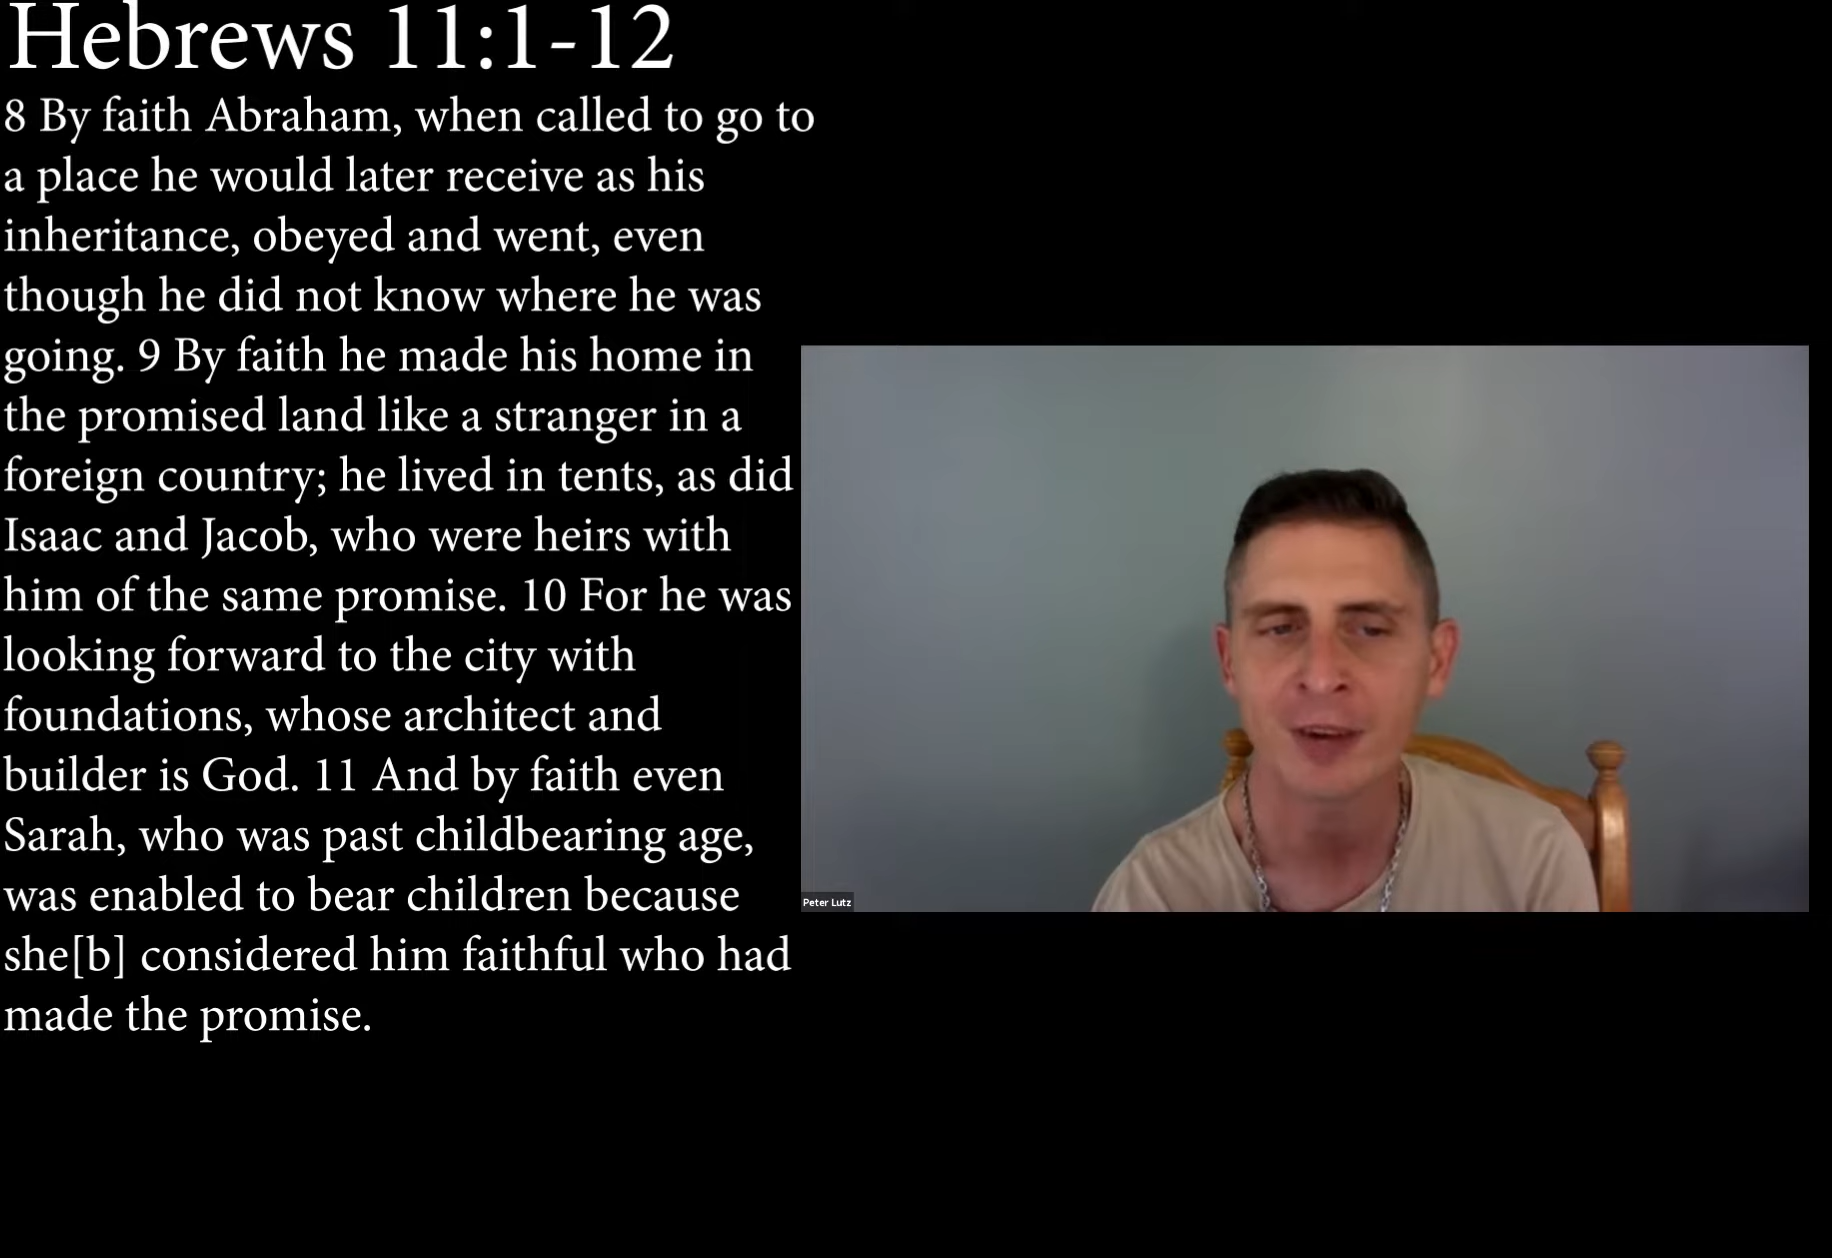 Hebrews 11:1-12
8 By faith Abraham, when called to go to
a place he would later receive as his
inheritance, obeyed and went, even
though he did not know where he was
going. 9 By faith he made his home in
the promised land like a stranger in a
foreign country; he lived in tents, as did
Isaac and Jacob, who were heirs with
him of the same promise. 10 For he was
looking forward to the city with
foundations, whose architect and
builder is God. 11 And by faith even
Sarah, who was past childbearing age,
was enabled to bear children because
she[b] considered him faithful who had
made the promise.
Peter Lutz